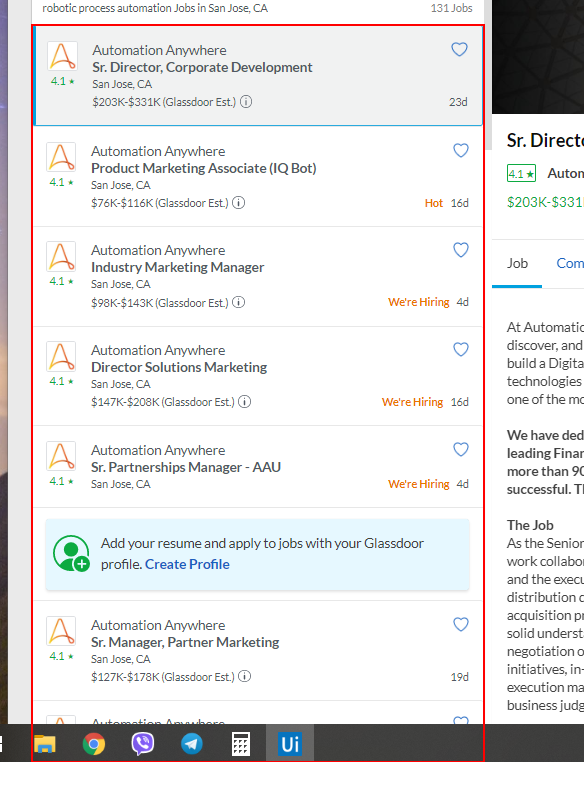 robotic process automation Jobs in San Jose, CA
131 Jobs
Automation Anywhere
Sr. Director, Corporate Development
San Jose, CA
4.1 ★
$203K-$331K (Glassdoor Est.)
23d
Automation Anywhere
Product Marketing Associate (IQ Bot)
4.1 ★
San Jose, CA
$76K-$116K (Glassdoor Est.)
Hot 16d
Automation Anywhere
Industry Marketing Manager
4.1 ★
San Jose, CA
$98K-$143K (Glassdoor Est.)
We're Hiring 4d
Automation Anywhere
Director Solutions Marketing
4.1 ★
San Jose, CA
$147K-$208K (Glassdoor Est.)
We're Hiring 16d
Automation Anywhere
Sr. Partnerships Manager - AAU
4.1 ★
San Jose, CA
We're Hiring 4d
Add your resume and apply to jobs with your Glassdoor
profile. Create Profile
Automation Anywhere
Sr. Manager, Partner Marketing
4.1 ★
San Jose, CA
$127K-$178K (Glassdoor Est.)
19d
Automation Anywhere
Ui
Sr. Directo
4.1 ★ Auton
$203K-$331
Job Com
At Automatic
discover, and
build a Digita
technologies
one of the mo
We have ded
leading Finan
more than 90
successful. Th
The Job
As the Senior
work collabor
and the execu
distribution c
acquisition pr
solid underst
negotiation o
initiatives, in-
execution ma
business judg